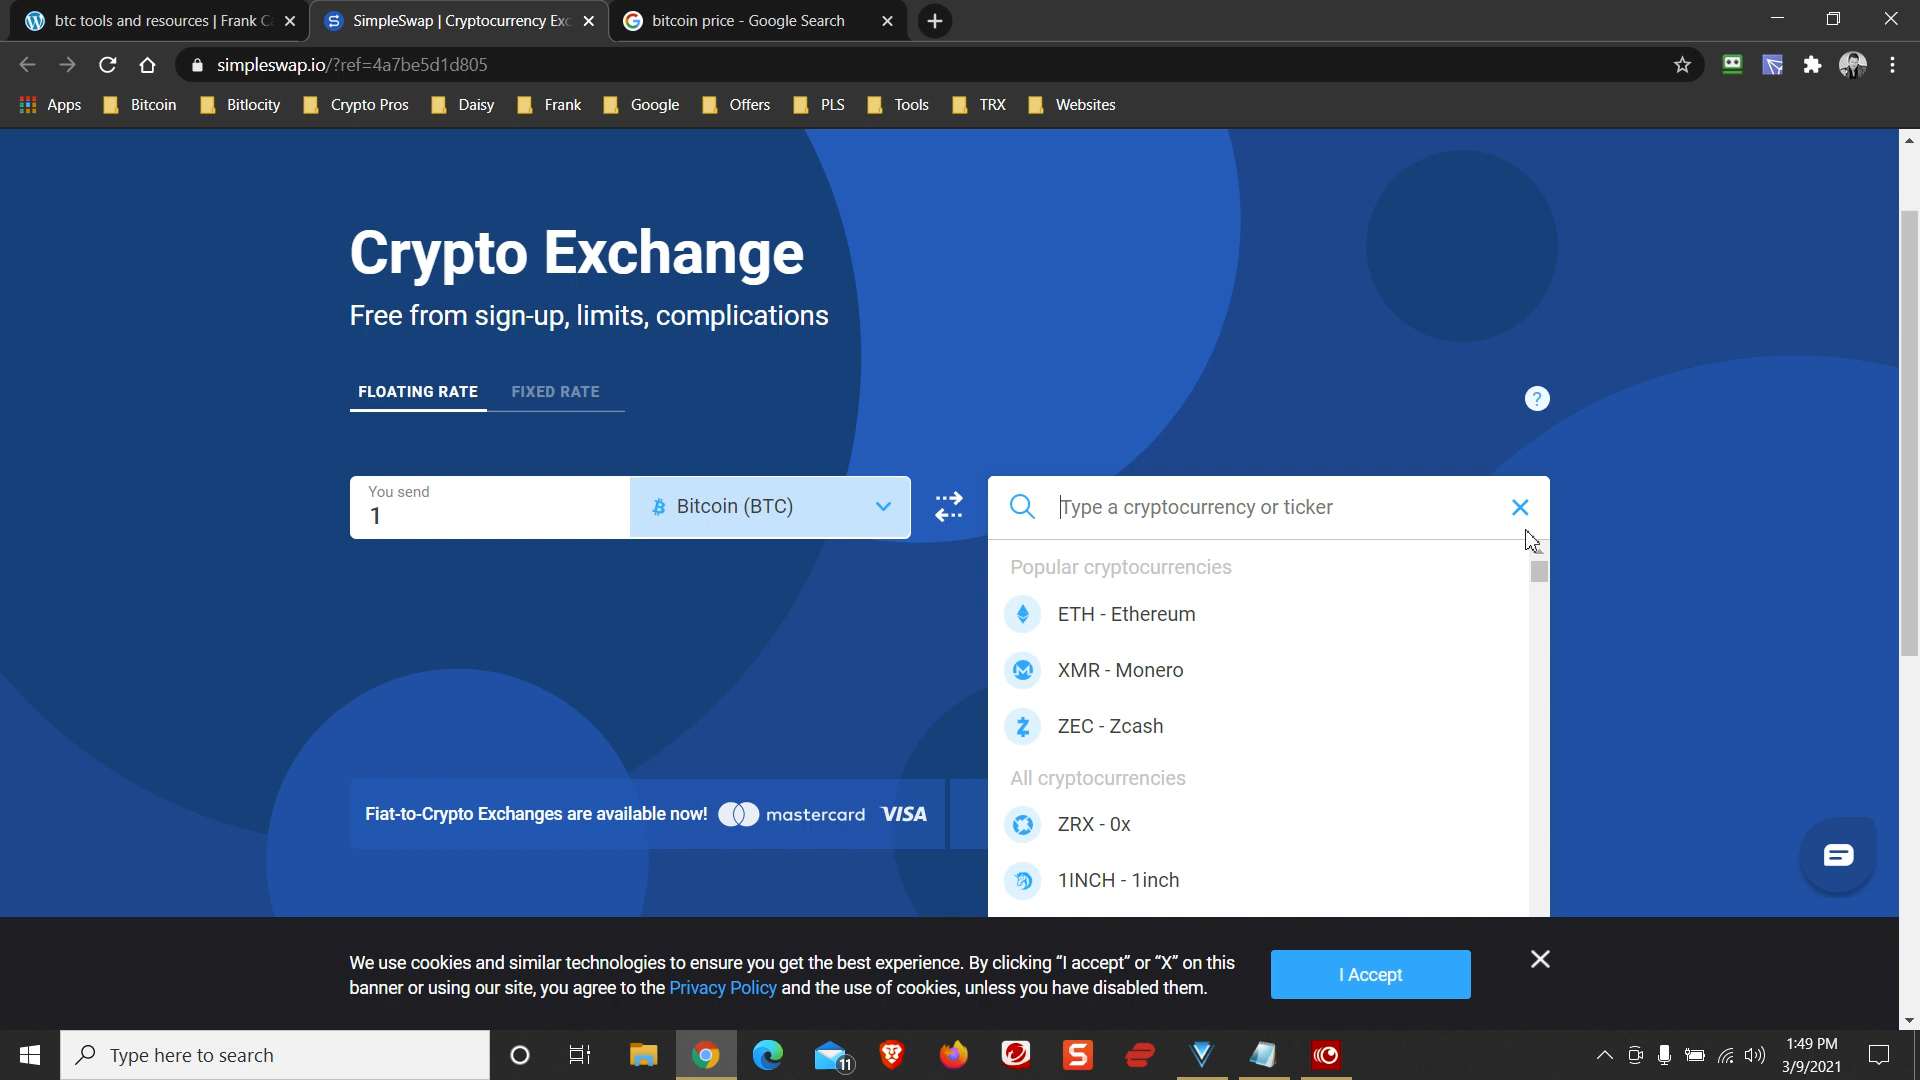 btc tools and resources | Frank C
SimpleSwap | Cryptocurrency Exc
bitcoin price - Google Search
simpleswap.io/?ref=4a7be5d1d805
Apps
Bitcoin
Bitlocity
Crypto Pros
Daisy
Frank
Google
Offers
PLS
Tools
TRX
Websites
Crypto Exchange
Free from sign-up, limits, complications
FLOATING RATE
FIXED RATE
?
You send
1
Bitcoin (BTC)
Type a cryptocurrency or ticker
Popular cryptocurrencies
ETH - Ethereum
XMR - Monero
ZEC - Zcash
All cryptocurrencies
ZRX - 0x
1INCH - 1inch
Fiat-to-Crypto Exchanges are available now! mastercard VISA
We use cookies and similar technologies to ensure you get the best experience. By clicking “I accept” or “X” on this
banner or using our site, you agree to the Privacy Policy and the use of cookies, unless you have disabled them.
I Accept
Type here to search
11
1:49 PM
3/9/2021